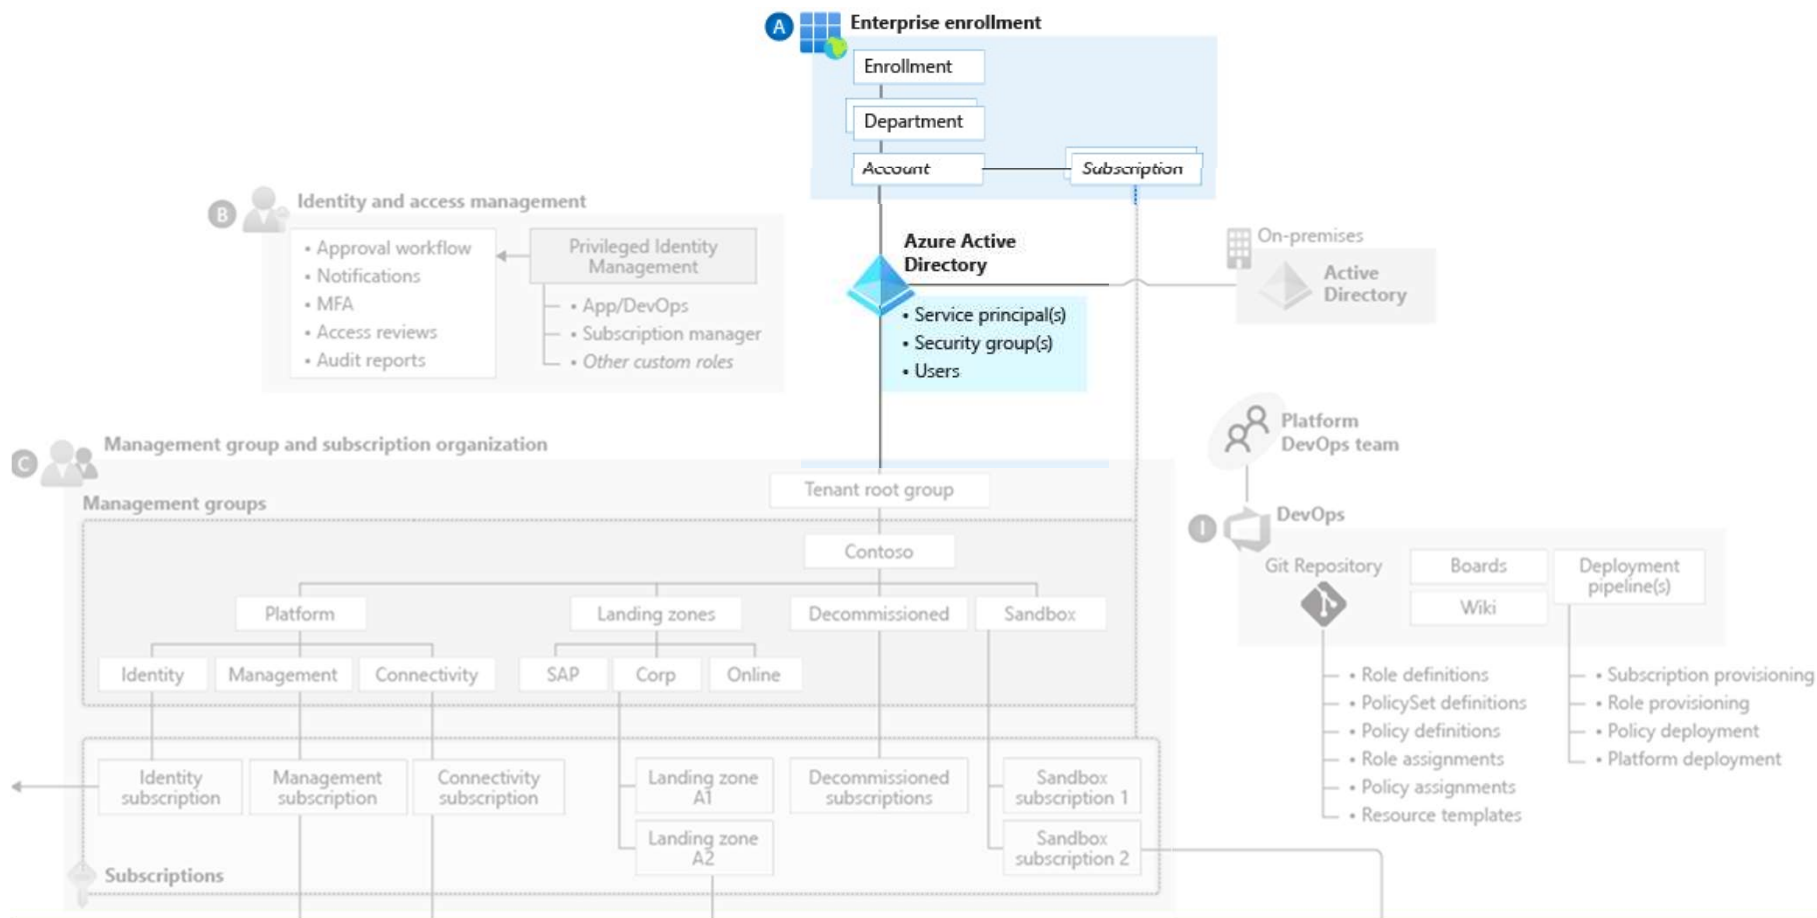 A
Enterprise enrollment
Enrollment
Department
Account
Subscription
B
Identity and access management
• Approval workflow
• Notifications
• MFA
• Access reviews
• Audit reports
Privileged Identity
Management
• App/DevOps
• Subscription manager
• Other custom roles
Azure Active
Directory
• Service principal(s)
• Security group(s)
• Users
On-premises
Active
Directory
C
Management group and subscription organization
Management groups
Tenant root group
Contoso
Platform
Landing zones
Decommissioned
Sandbox
Identity
Management
Connectivity
SAP
Corp
Online
Identity
subscription
Management
subscription
Connectivity
subscription
Landing zone
A1
Landing zone
A2
Decommissioned
subscriptions
Sandbox
subscription 1
Sandbox
subscription 2
Subscriptions
Platform
DevOps team
I
DevOps
Git Repository
Boards
Wiki
Deployment
pipeline(s)
• Role definitions
• PolicySet definitions
• Policy definitions
• Role assignments
• Policy assignments
• Resource templates
• Subscription provisioning
• Role provisioning
• Policy deployment
• Platform deployment